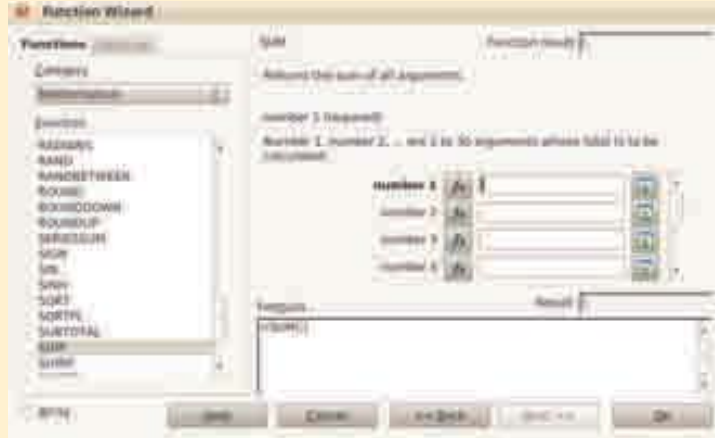 Function Wizard
Functions
SUM
Function result
Category
Returns the sum of all arguments.
Mathematical
number 1 (required)
Function
Number 1, number 2, ... are 1 to 30 arguments whose total is to be
calculated.
RADIANS
RAND
RANDBETWEEN
ROUND
ROUNDDOWN
ROUNDUP
SERIESSUM
SIGN
SIN
SINH
SQRT
SQRTPI
SUBTOTAL
SUM
SUMIF
number 1
number 2
number 3
number 4
Formula
Result
=SUM()
Array
Help
Cancel
<< Back
Next >>
OK